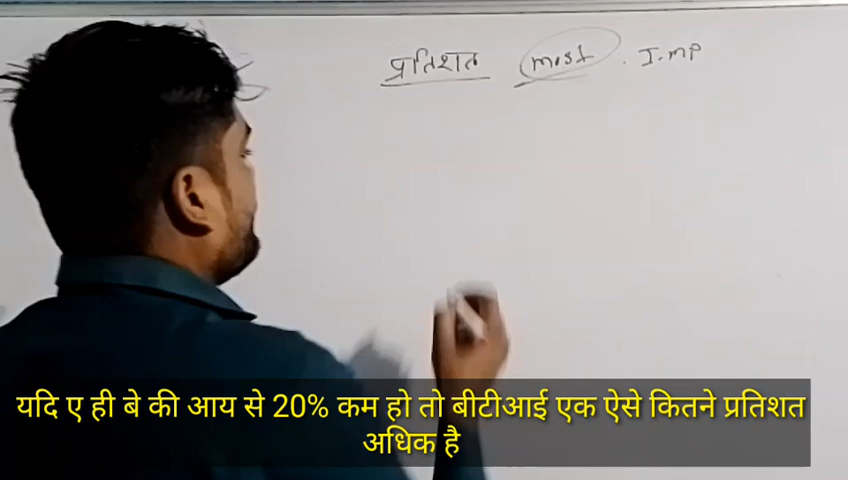 प्रतिशत most . I.mp
यदि ए ही बे की आय से 20% कम हो तो बीटीआई एक ऐसे कितने प्रतिशत
अधिक है